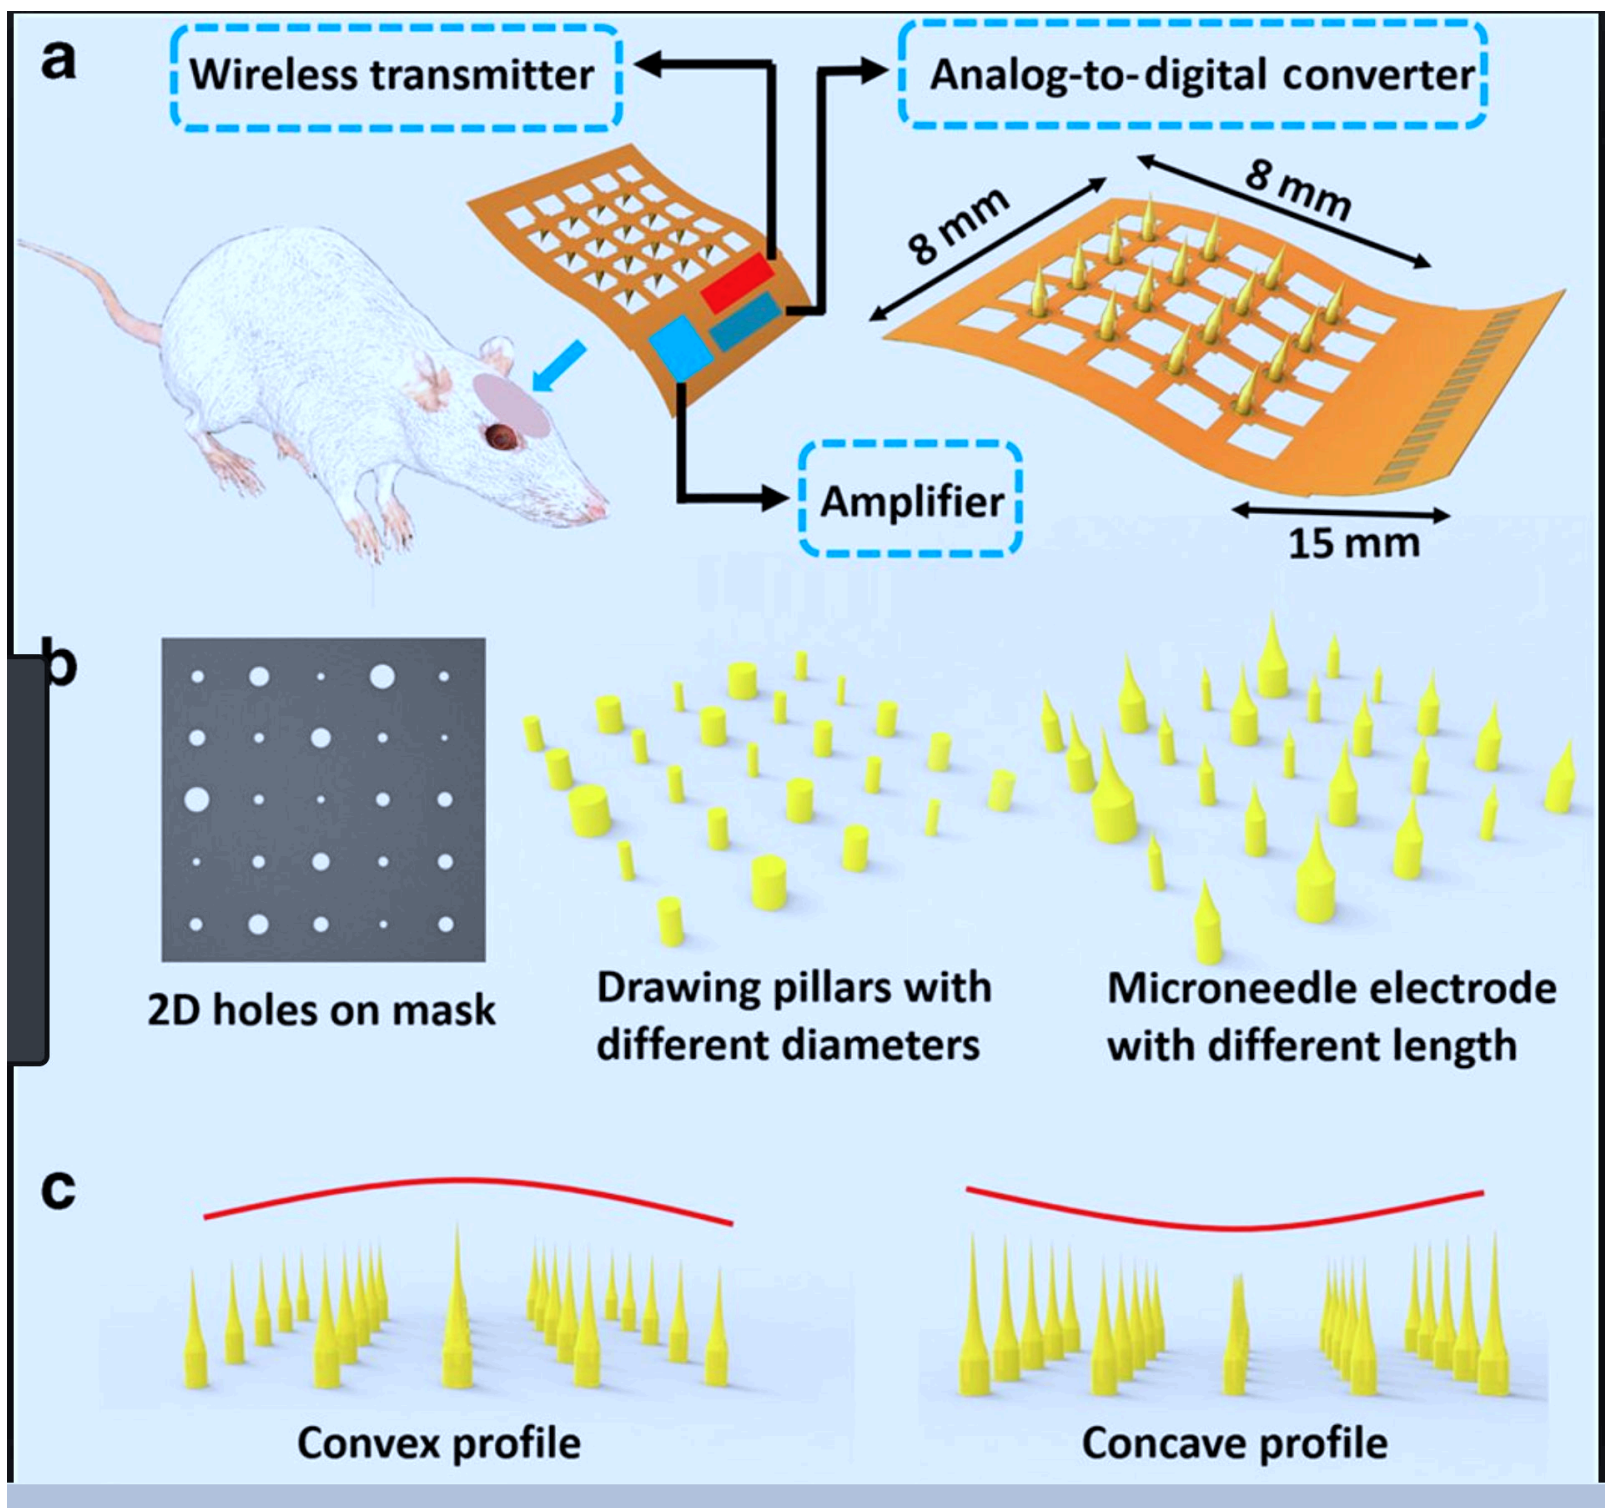 a
Wireless transmitter
Analog-to-digital converter
8 mm
8 mm
Amplifier
15 mm
b
2D holes on mask
Drawing pillars with
different diameters
Microneedle electrode
with different length
c
Convex profile
Concave profile